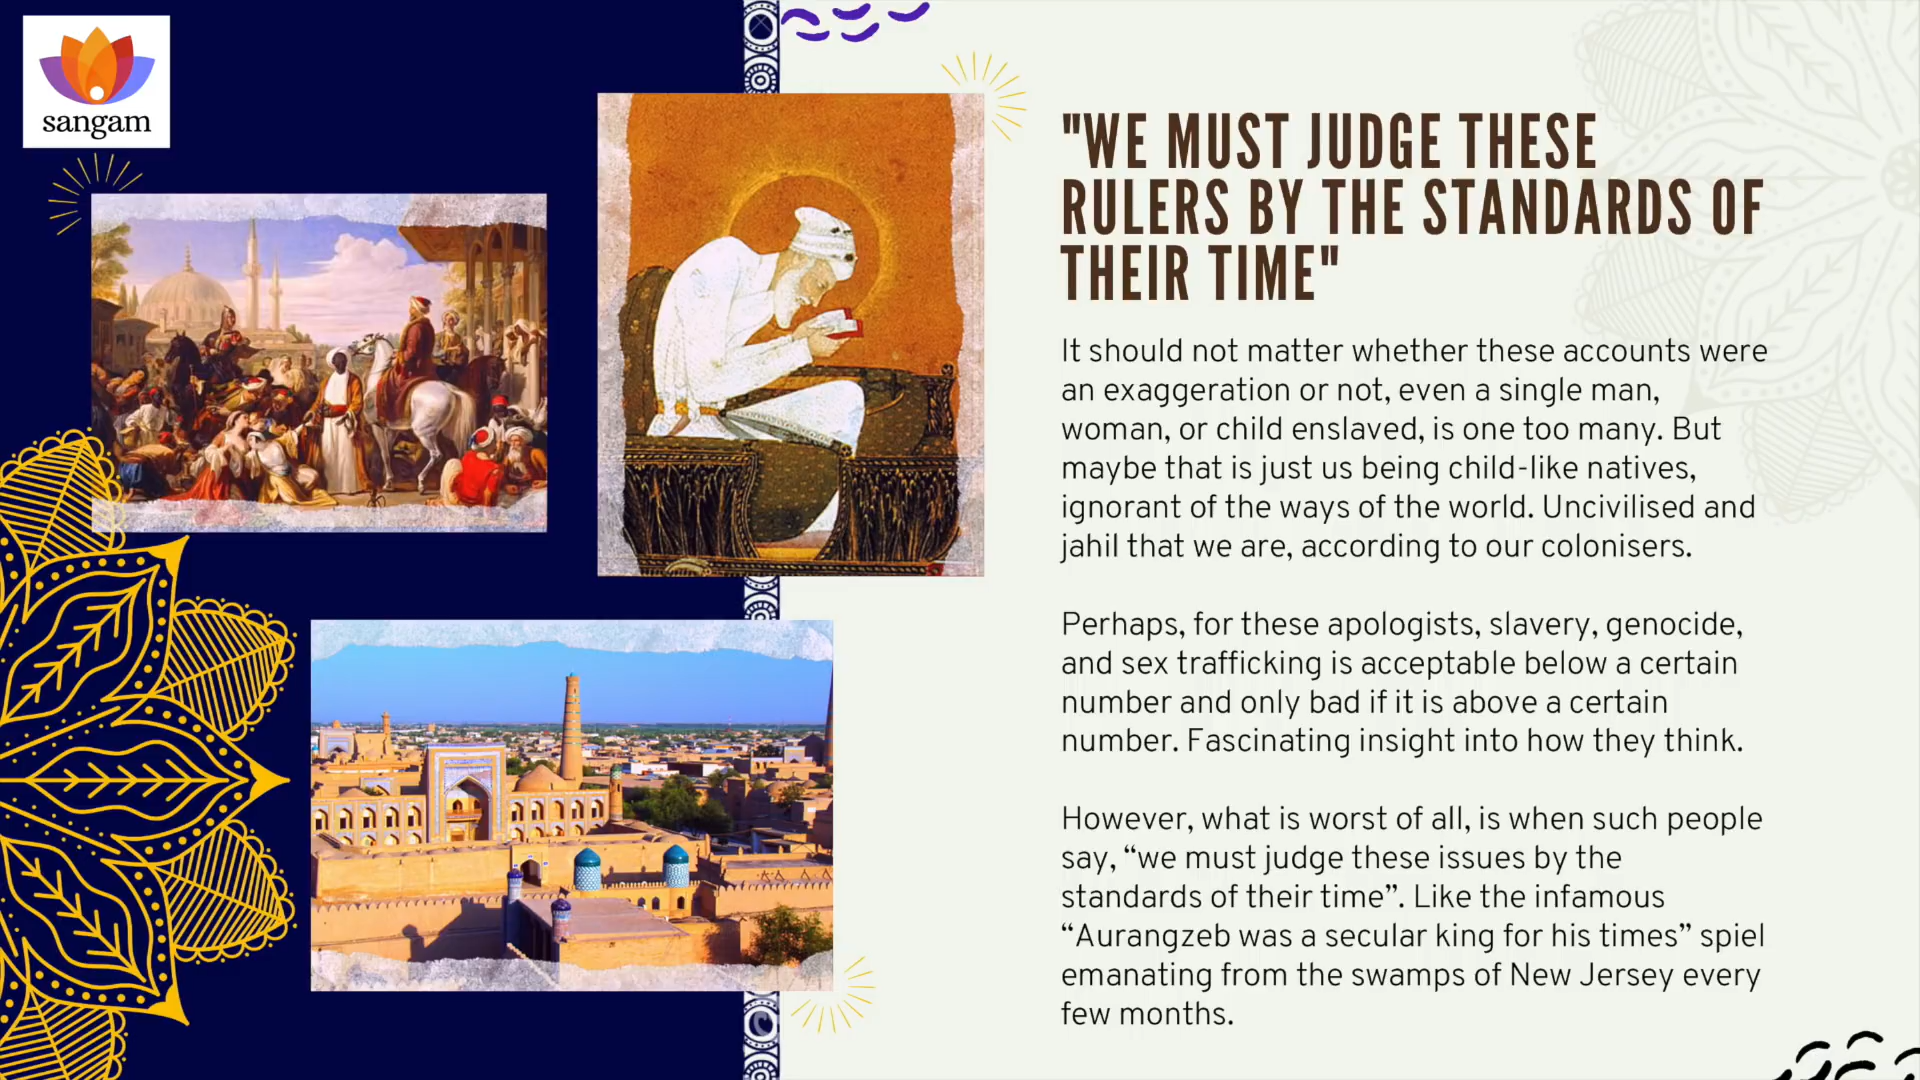 sangam
"WE MUST JUDGE THESE
RULERS BY THE STANDARDS OF
THEIR TIME"
It should not matter whether these accounts were
an exaggeration or not, even a single man,
woman, or child enslaved, is one too many. But
maybe that is just us being child-like natives,
ignorant of the ways of the world. Uncivilised and
jahil that we are, according to our colonisers.
Perhaps, for these apologists, slavery, genocide,
and sex trafficking is acceptable below a certain
number and only bad if it is above a certain
number. Fascinating insight into how they think.
However, what is worst of all, is when such people
say, “we must judge these issues by the
standards of their time”. Like the infamous
“Aurangzeb was a secular king for his times” spiel
emanating from the swamps of New Jersey every
few months.